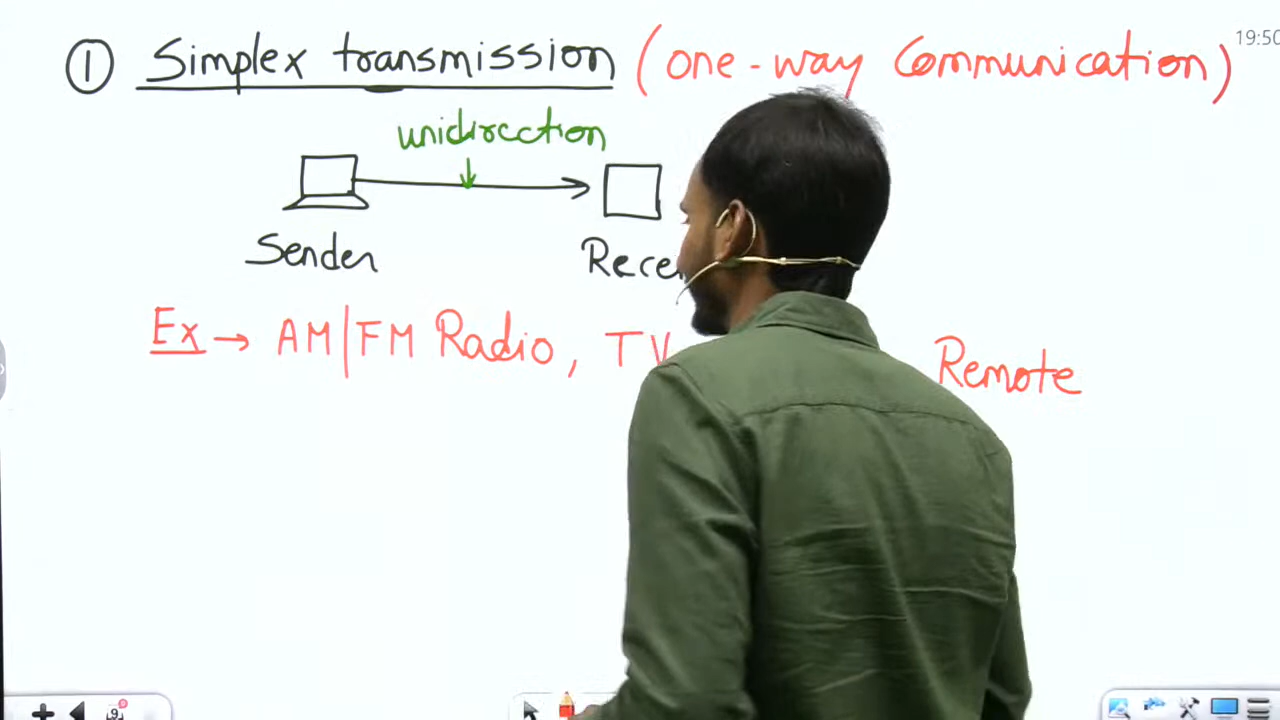 ① Simplex transmission (one-way Communication)
19:50
unidirection
Sender
Ex → AM|FM Radio, TV
Remote